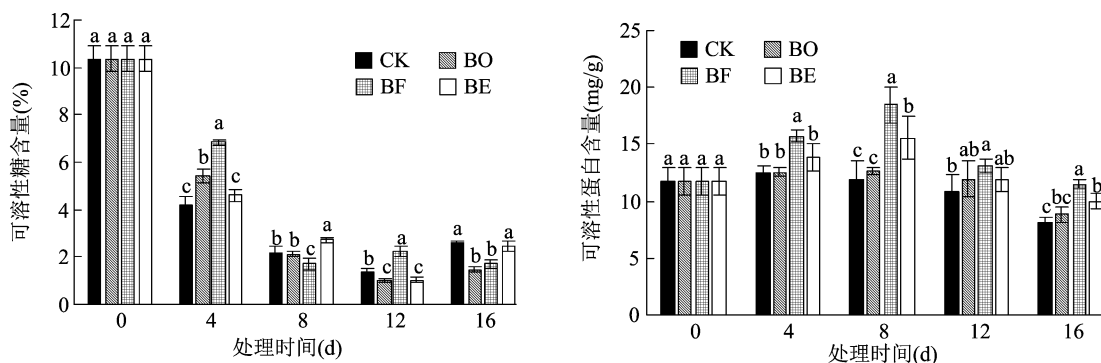 12
10
8
6
4
2
0
可溶性糖含量(%)
CK BO
BF BE
a a a a
c b a c
b b c a
b c a c
a b b a
0 4 8 12 16
处理时间(d)
25
20
15
10
5
0
可溶性蛋白含量(mg/g)
CK BO
BF BE
a a a a
b b a b
c c a b
b ab a ab
c bc a b
0 4 8 12 16
处理时间(d)